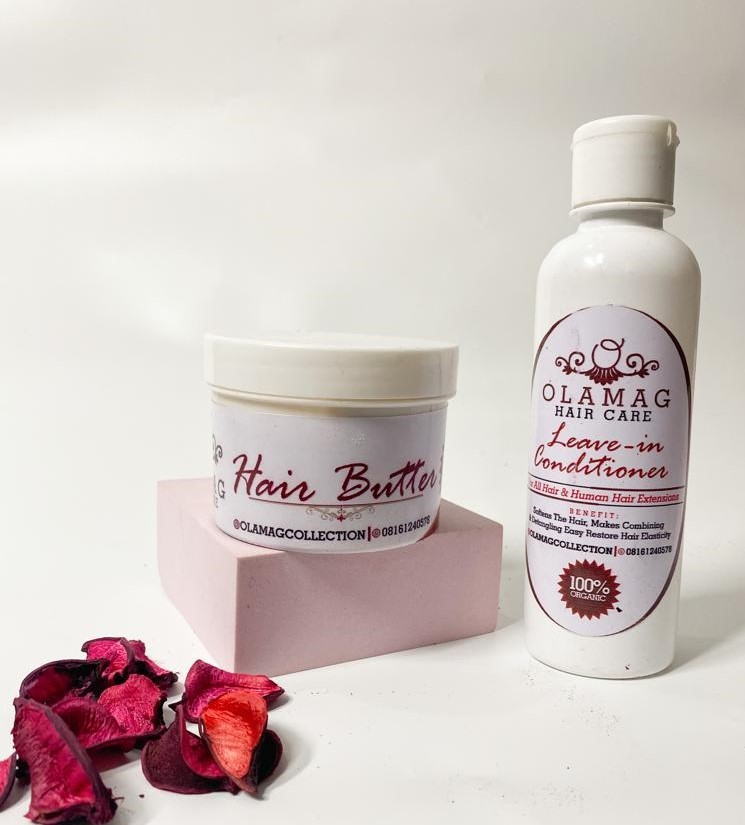 Hair Butter
@OLAMAGCOLLECTION | 08161240578
OLAMAG
HAIR CARE
Leave-in
Conditioner
All Hair & Human Hair Extensions
BENEFIT:
Softens The Hair, Makes Combing
Detangling Easy Restore Hair Elasticity
OLAMAGCOLLECTION | 08161240578
100%
ORGANIC